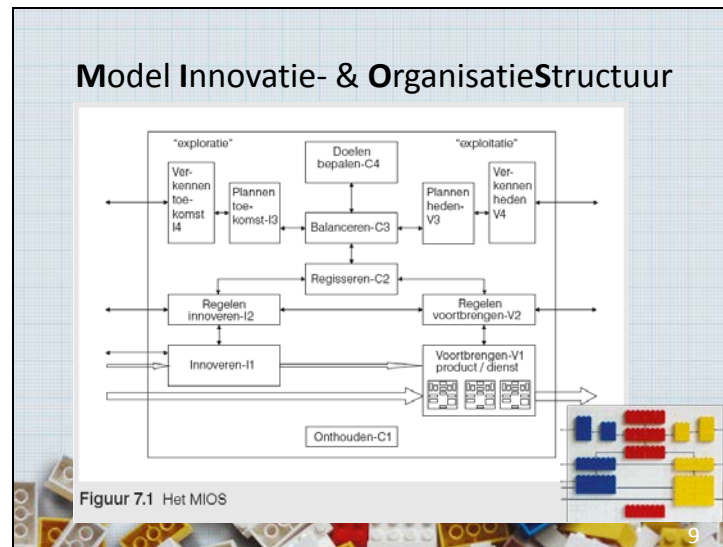 Model Innovatie- & OrganisatieStructuur
"exploratie"
"exploitatie"
Doelen
bepalen-C4
Ver-
kennen
toe-
komst
I4
Plannen
toe-
komst-I3
Balanceren-C3
Plannen
heden-
V3
Ver-
kennen
heden
V4
Regisseren-C2
Regelen
innoveren-I2
Regelen
voortbrengen-V2
Innoveren-I1
Voortbrengen-V1
product / dienst
Onthouden-C1
Figuur 7.1 Het MIOS
9